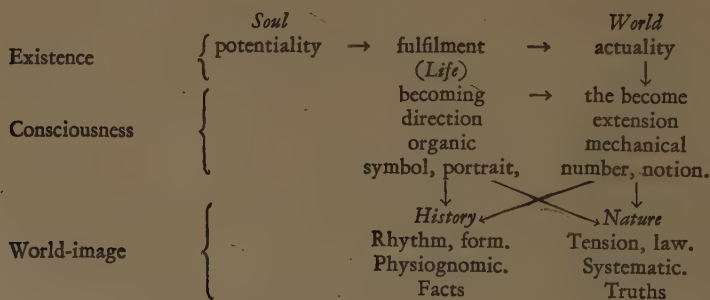 Soul World
Existence { potentiality → fulfilment → actuality
(Life)
becoming → the become
direction extension
Consciousness { organic mechanical
symbol, portrait, number, notion.
History Nature
Rhythm, form. Tension, law.
World-image { Physiognomic. Systematic.
Facts Truths